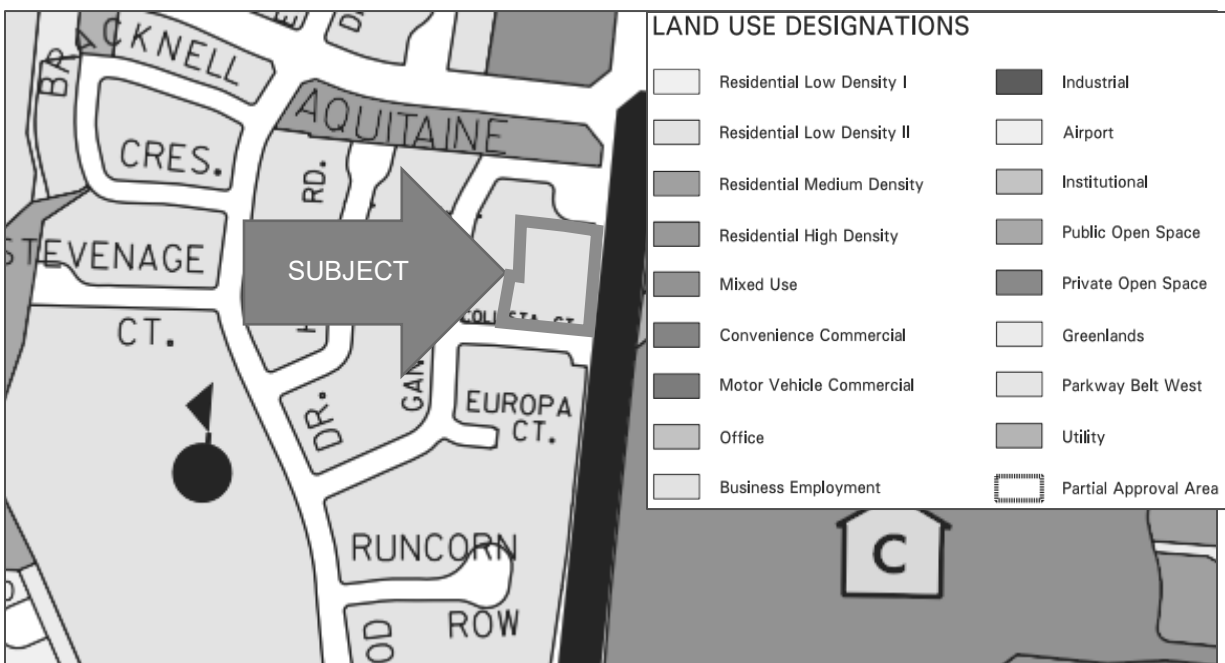 BRACKNELL
CRES.
AQUITAINE
RD.
STEVENAGE
CT.
SUBJECT
CT.
DR.
EUROPA
CT.
RUNCORN
ROW
C
LAND USE DESIGNATIONS
Residential Low Density I
Residential Low Density II
Residential Medium Density
Residential High Density
Mixed Use
Convenience Commercial
Motor Vehicle Commercial
Office
Business Employment
Industrial
Airport
Institutional
Public Open Space
Private Open Space
Greenlands
Parkway Belt West
Utility
Partial Approval Area